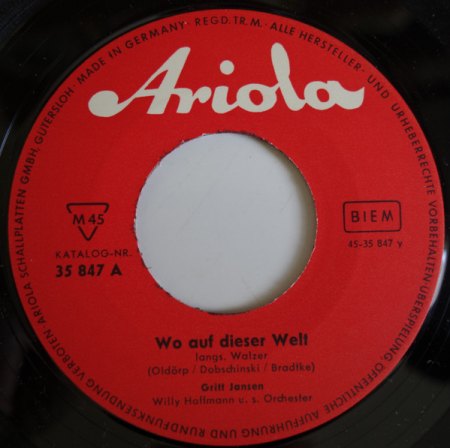 ARIOLA SCHALLPLATTEN GMBH, GÜTERSLOH · MADE IN GERMANY · REGD. TR. M. · ALLE HERSTELLER- UND URHEBERRECHTE VORBEHALTEN · ÜBERSPIELUNG, ÖFFENTLICHE AUFFÜHRUNG UND RUNDFUNKSENDUNG VERBOTEN
Ariola
M 45
BIEM
KATALOG-NR.
35 847 A
45-35 847 y
Wo auf dieser Welt
langs. Walzer
(Oldörp / Dobschinski / Bradtke)
Gritt Jansen
Willy Hoffmann u. s. Orchester